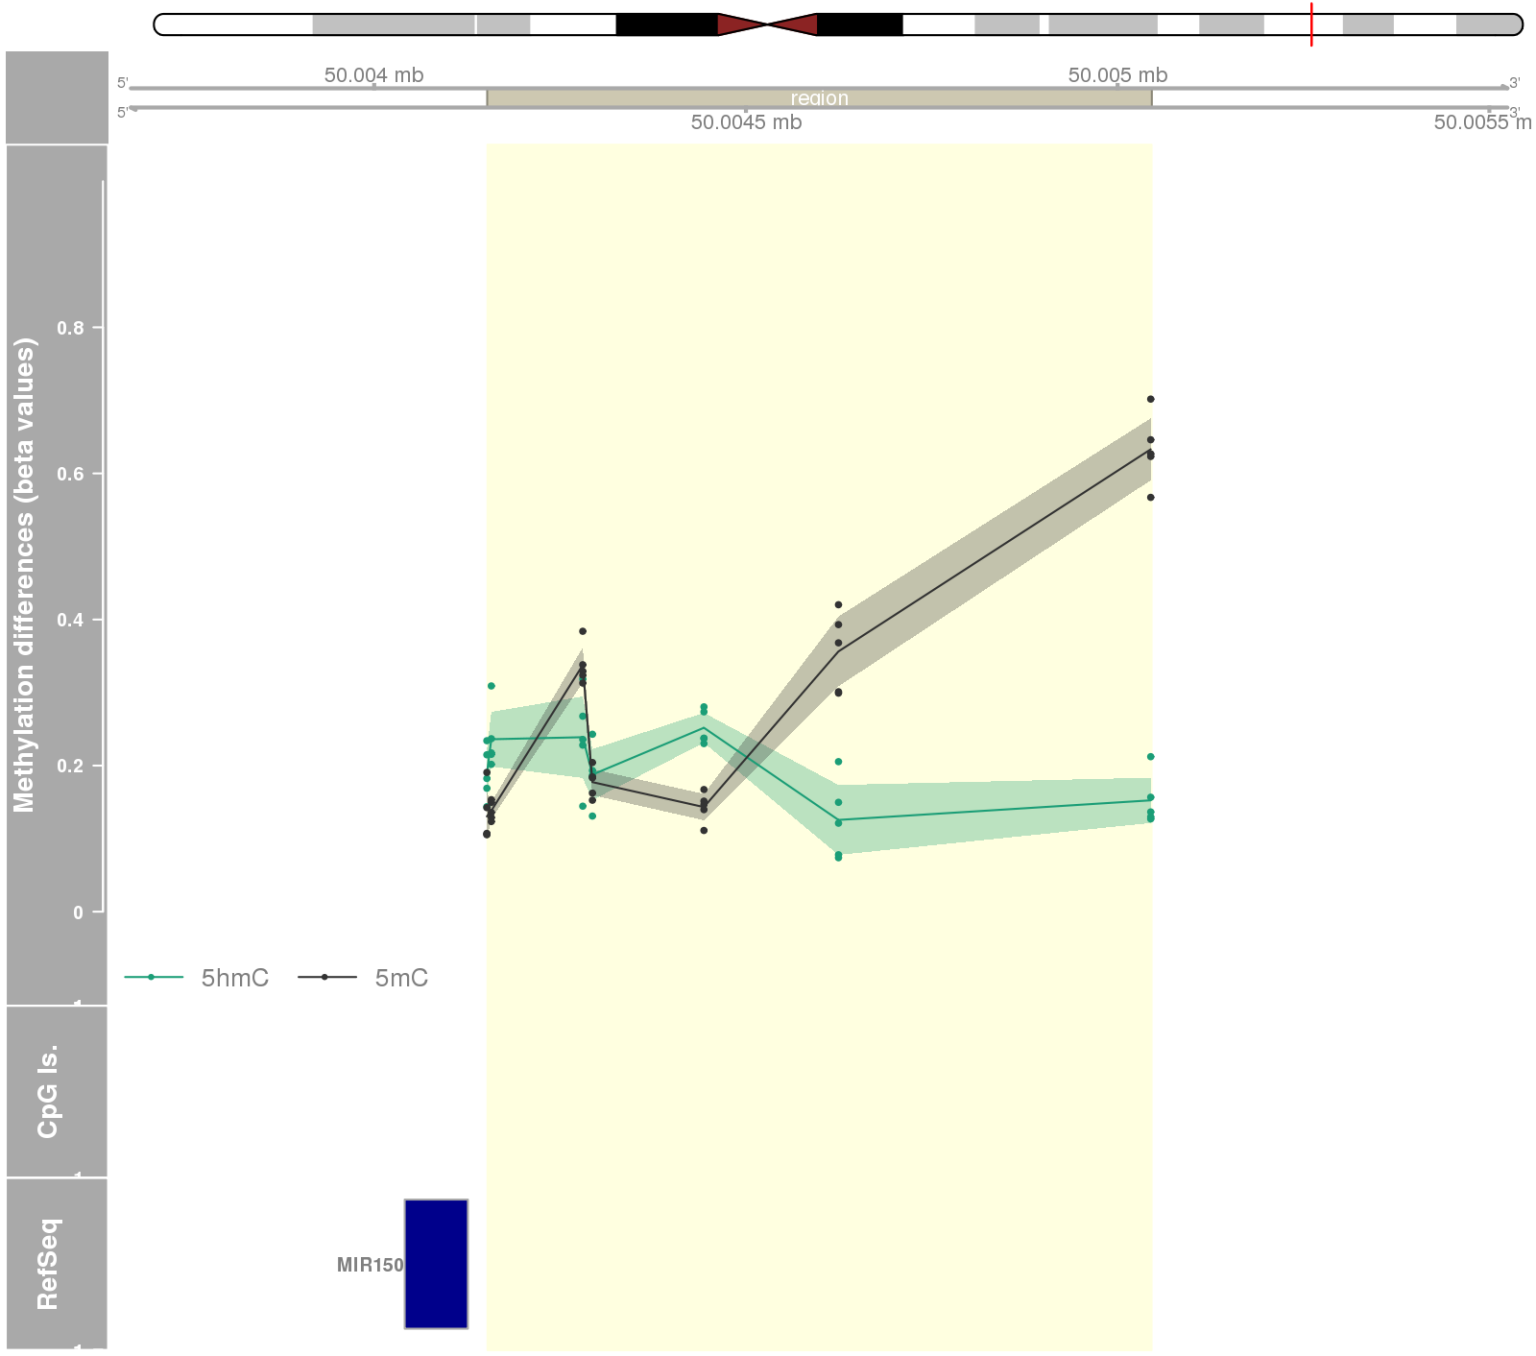 50.004 mb
50.005 mb
5'
3'
region
5'
3'
50.0045 mb
50.0055 m
Methylation differences (beta values)
0.8
0.6
0.4
0.2
0
5hmC
5mC
CpG Is.
RefSeq
MIR150